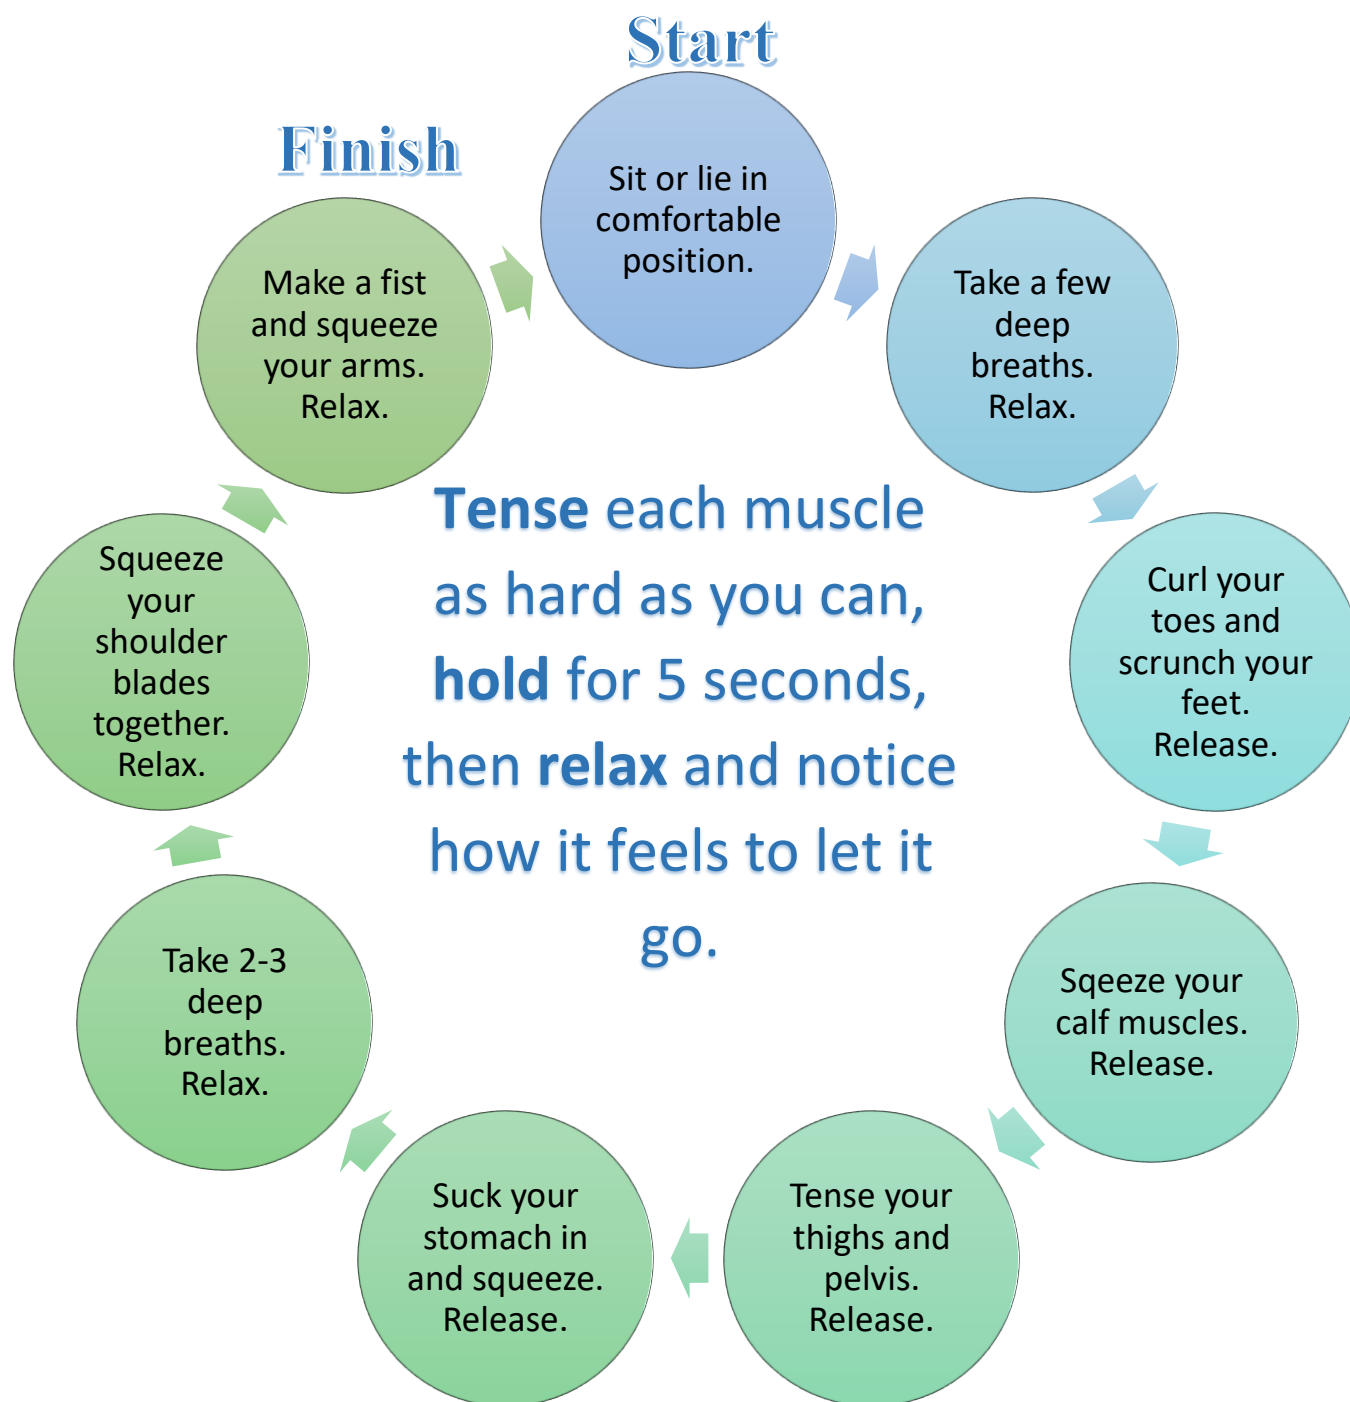 Start
Finish
Sit or lie in
comfortable
position.
Take a few
deep
breaths.
Relax.
Curl your
toes and
scrunch your
feet.
Release.
Sqeeze your
calf muscles.
Release.
Tense your
thighs and
pelvis.
Release.
Suck your
stomach in
and squeeze.
Release.
Take 2-3
deep
breaths.
Relax.
Squeeze
your
shoulder
blades
together.
Relax.
Make a fist
and squeeze
your arms.
Relax.
Tense each muscle
as hard as you can,
hold for 5 seconds,
then relax and notice
how it feels to let it
go.